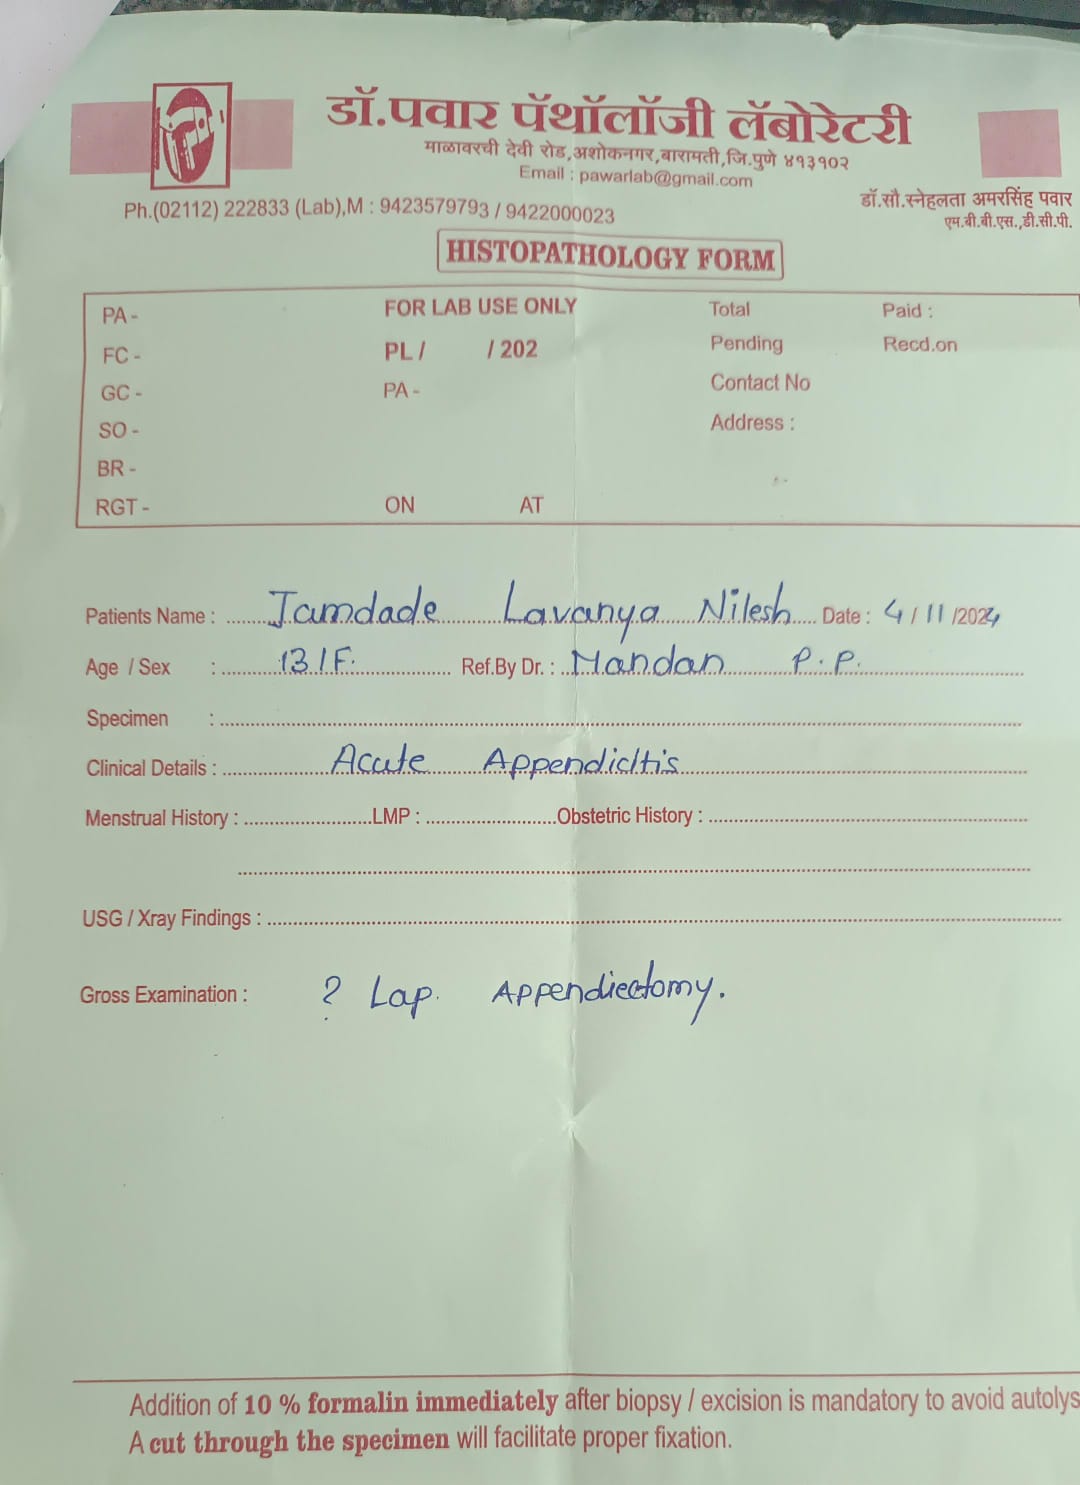 डॉ.पवार पॅथॉलॉजी लॅबोरेटरी
माळावरची देवी रोड,अशोकनगर,बारामती,जि.पुणे ४१३१०२
Email : pawarlab@gmail.com
Ph.(02112) 222833 (Lab),M : 9423579793 / 9422000023
डॉ.सौ.स्नेहलता अमरसिंह पवार
एम.बी.बी.एस.,डी.सी.पी.
HISTOPATHOLOGY FORM
PA - FOR LAB USE ONLY Total Paid :
FC - PL / / 202 Pending Recd.on
GC - PA - Contact No
SO - Address :
BR -
RGT - ON AT
Patients Name : Jamdade Lavanya Nilesh Date : 4/11/2024
Age / Sex : 13/F. Ref.By Dr. : Mandan P.P.
Specimen :
Clinical Details : Acute Appendicitis
Menstrual History : LMP : Obstetric History :
USG / Xray Findings :
Gross Examination : ? Lap. Appendiectomy.
Addition of 10 % formalin immediately after biopsy / excision is mandatory to avoid autolys
A cut through the specimen will facilitate proper fixation.